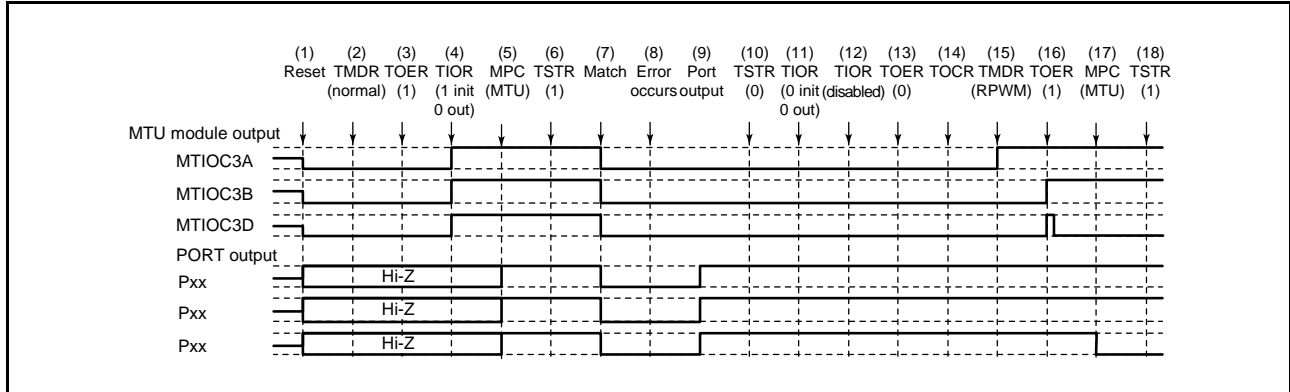 (1) (2) (3) (4) (5) (6) (7) (8) (9) (10) (11) (12) (13) (14) (15) (16) (17) (18)
Reset TMDR TOER TIOR MPC TSTR Match Error Port TSTR TIOR TIOR TOER TOCR TMDR TOER MPC TSTR
(normal) (1) (1 init (MTU) (1) occurs output (0) (0 init (disabled) (0) (RPWM) (1) (MTU) (1)
0 out) 0 out)
MTU module output
MTIOC3A
MTIOC3B
MTIOC3D
PORT output
Pxx Hi-Z
Pxx Hi-Z
Pxx Hi-Z